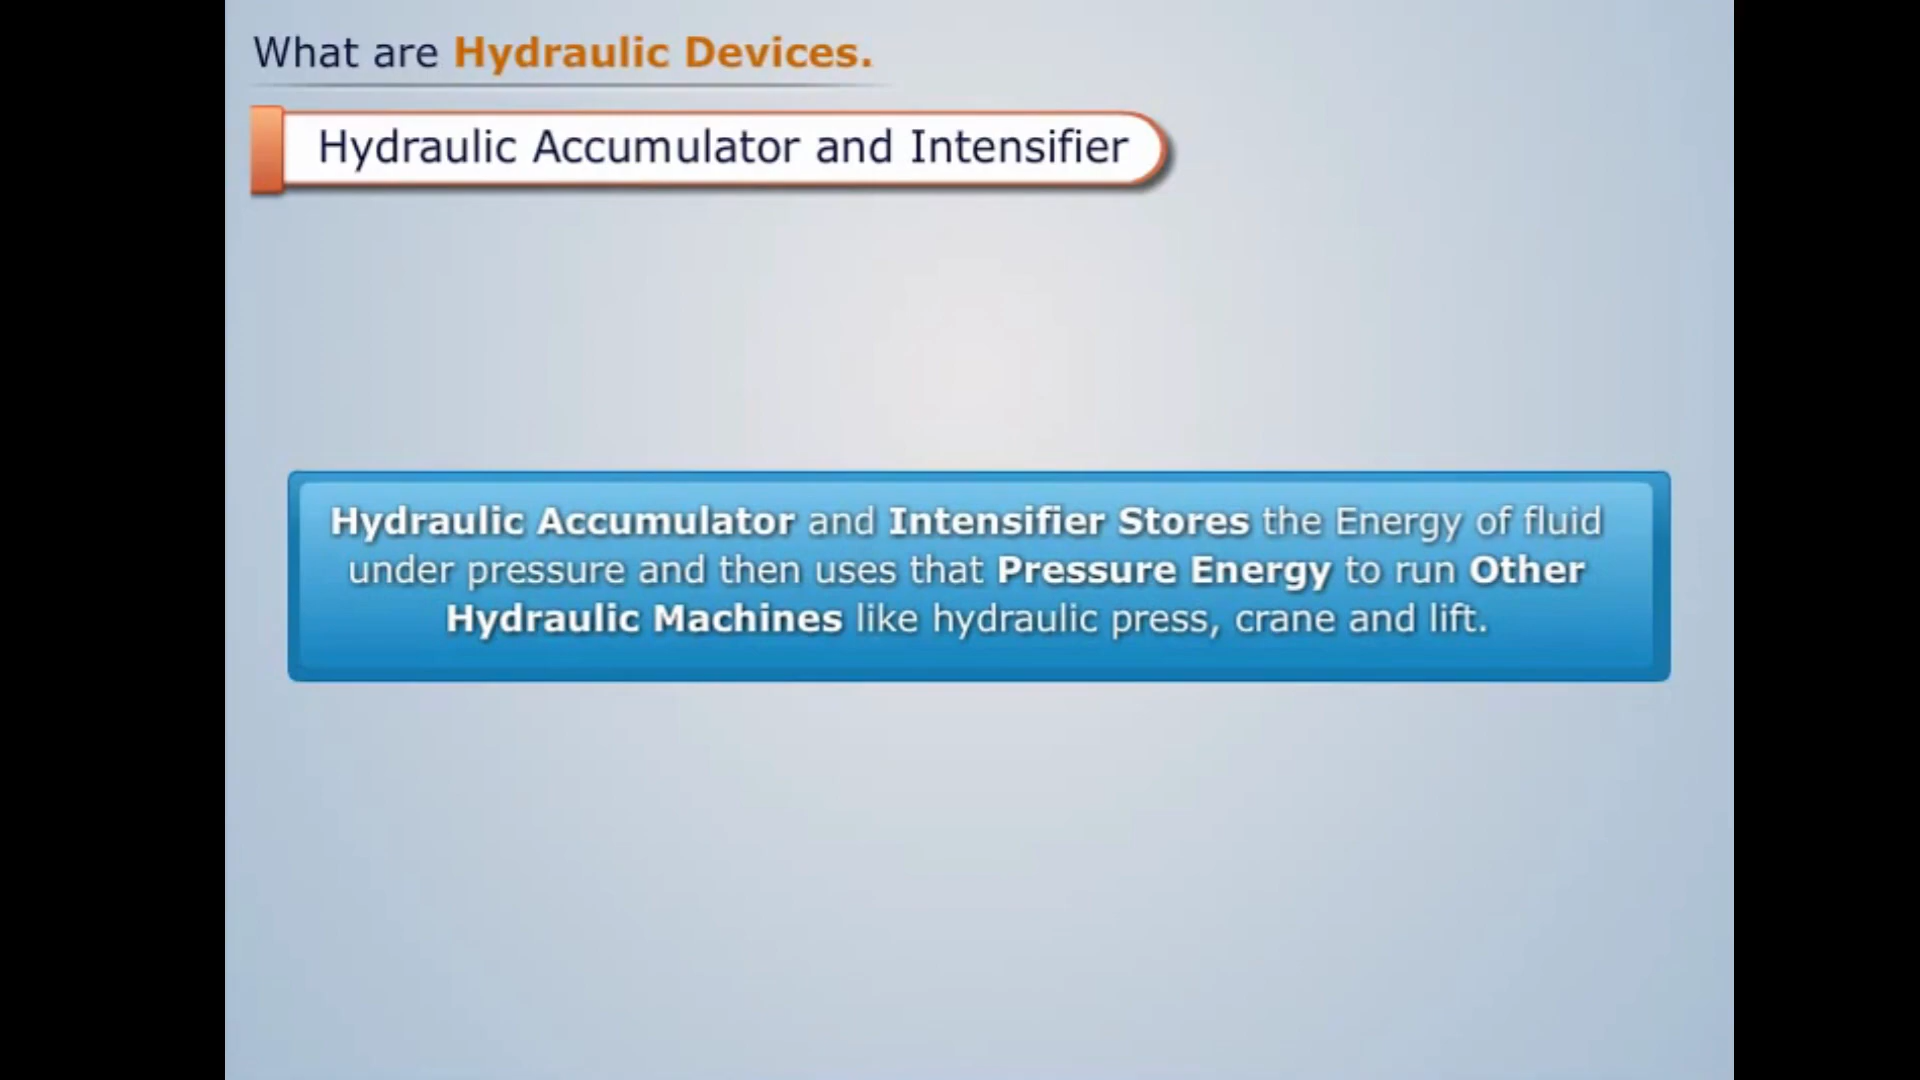 What are Hydraulic Devices.
Hydraulic Accumulator and Intensifier
Hydraulic Accumulator and Intensifier Stores the Energy of fluid
under pressure and then uses that Pressure Energy to run Other
Hydraulic Machines like hydraulic press, crane and lift.